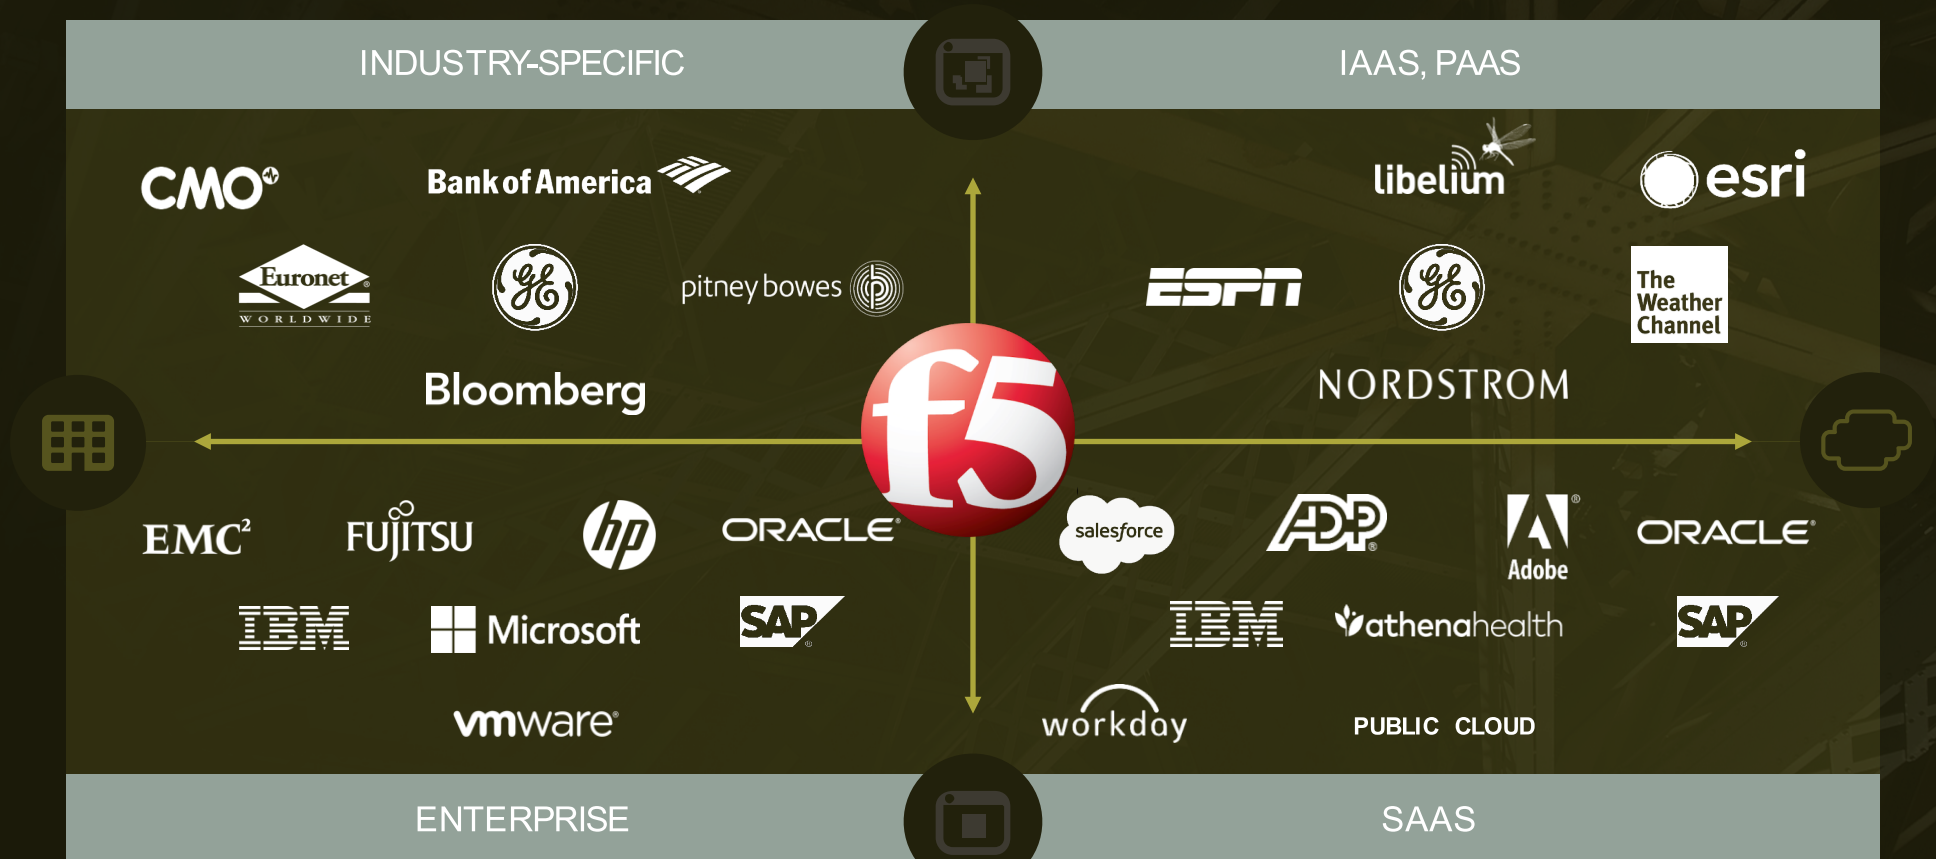 INDUSTRY-SPECIFIC
IAAS, PAAS
CMO
Bank of America
libelium
esri
Euronet
WORLDWIDE
GE
pitney bowes
ESPN
GE
The
Weather
Channel
Bloomberg
NORDSTROM
f5
EMC²
FUJITSU
hp
ORACLE®
salesforce
ADP®
Adobe®
ORACLE®
IBM
Microsoft
SAP®
IBM
athenahealth
SAP®
vmware®
workday
PUBLIC CLOUD
ENTERPRISE
SAAS